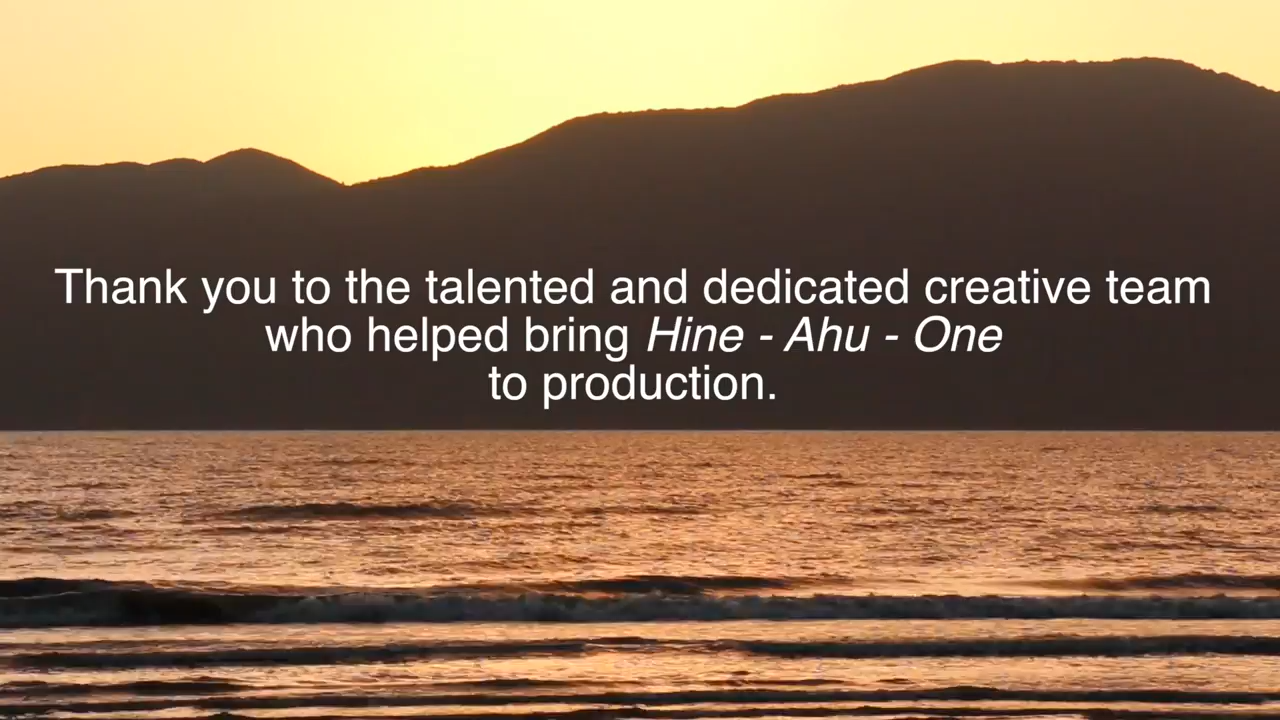 Thank you to the talented and dedicated creative team
who helped bring Hine - Ahu - One
to production.